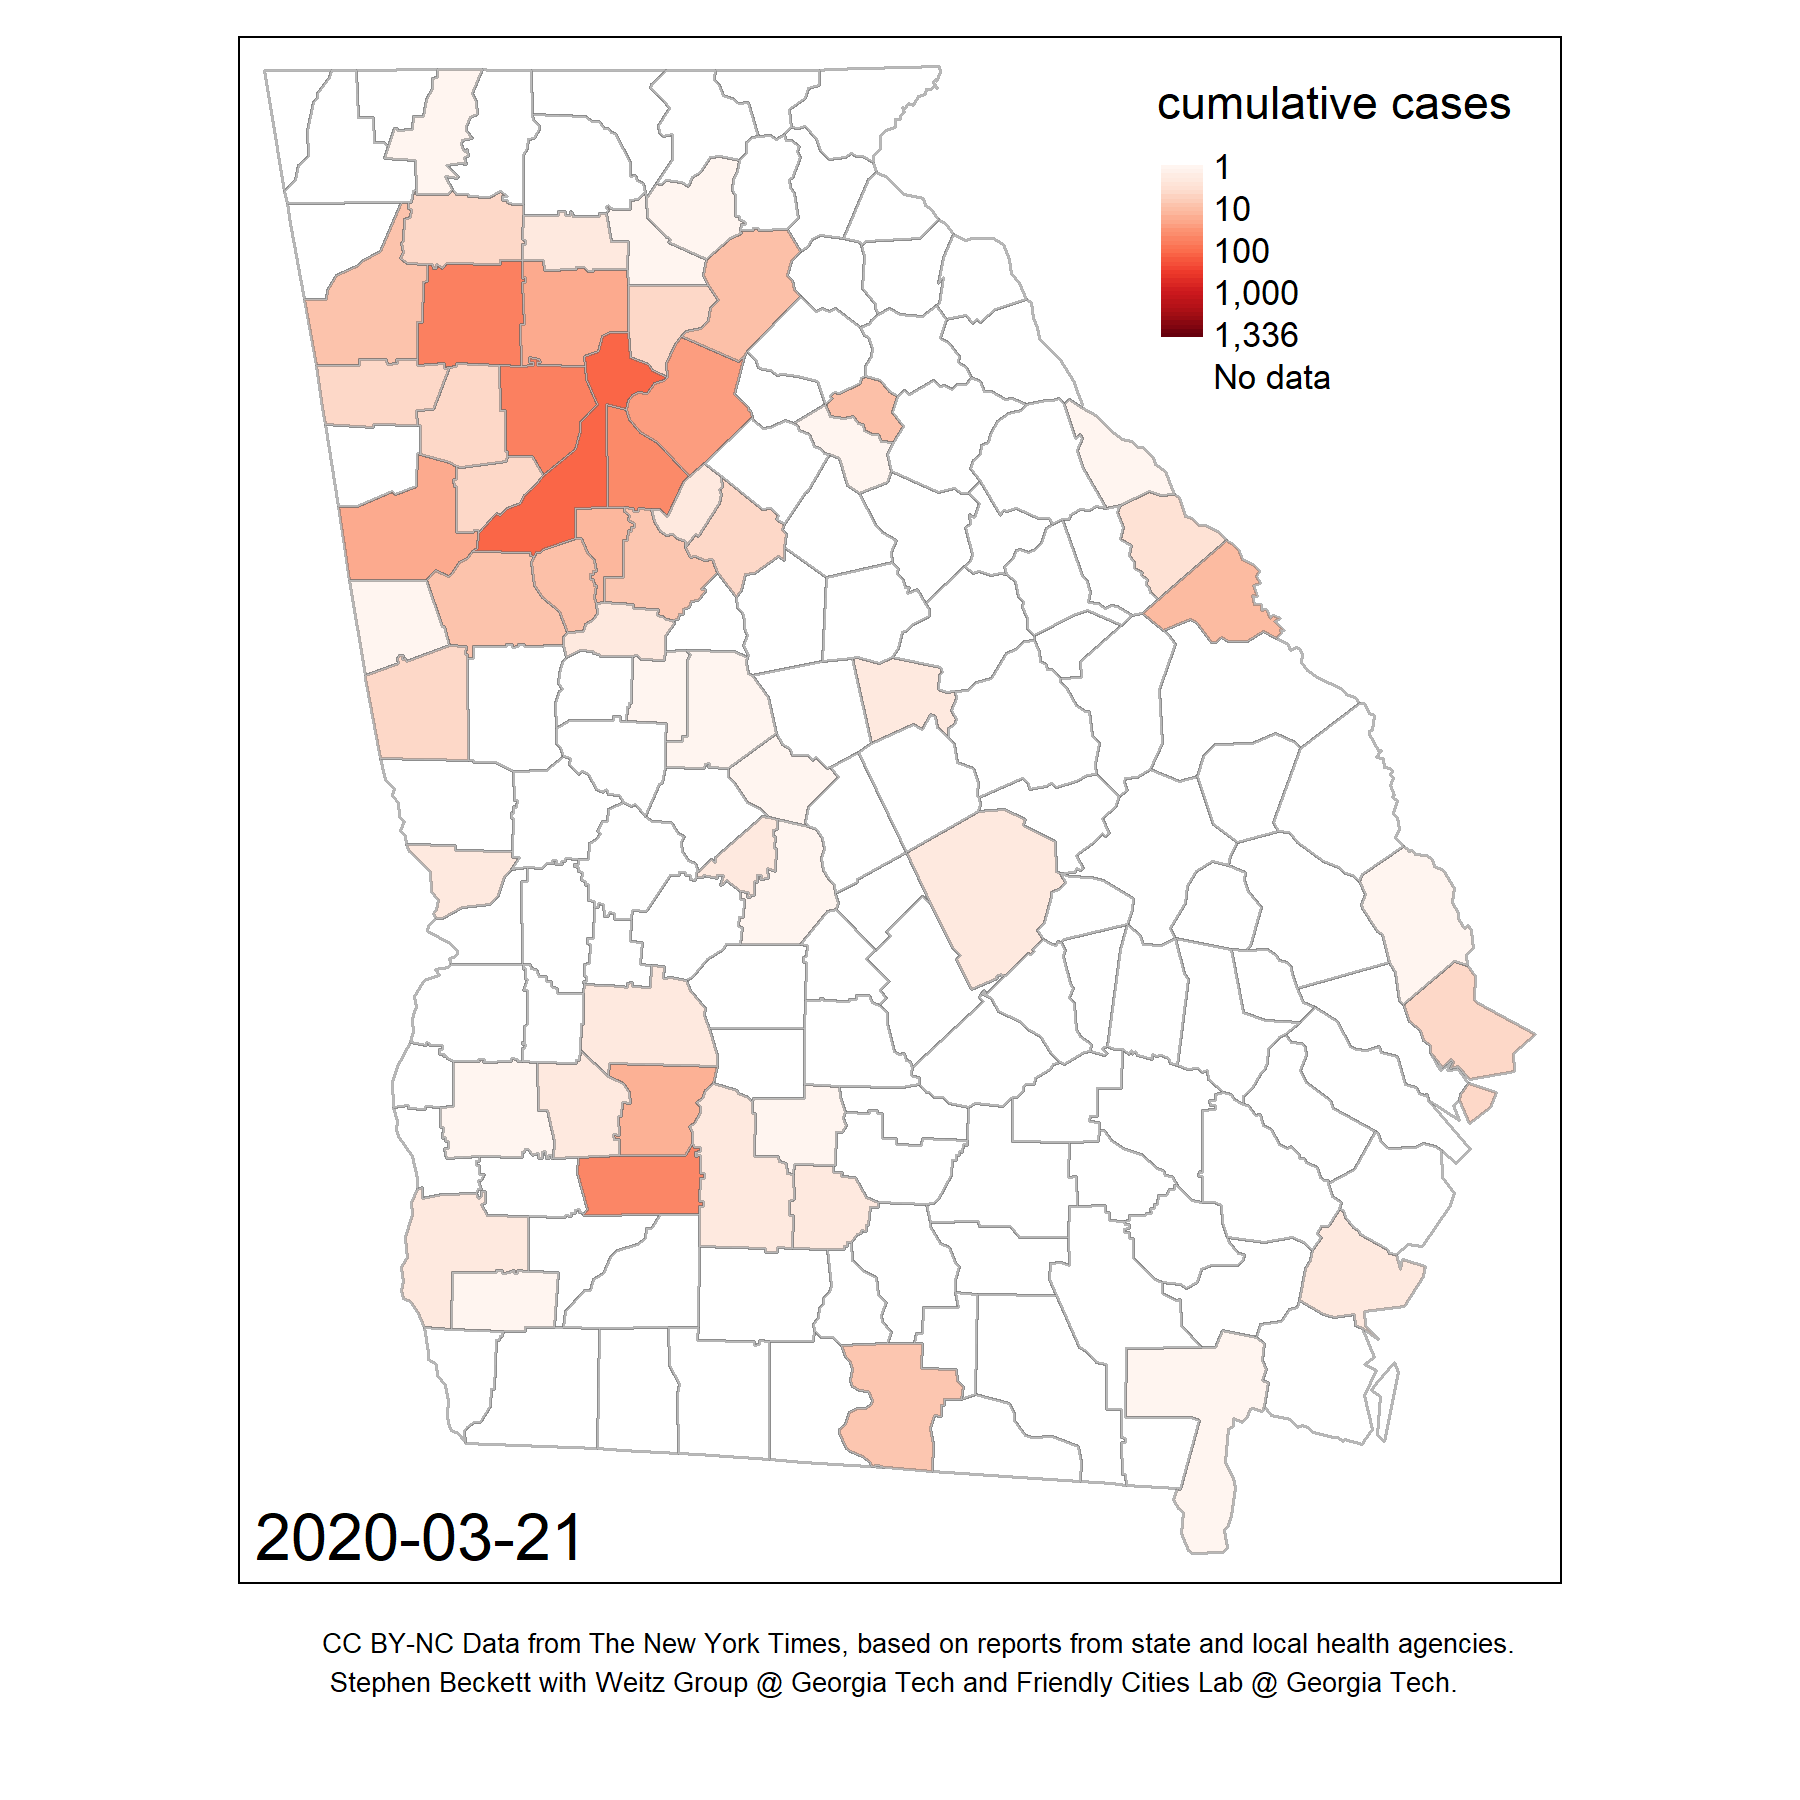 cumulative cases
1
10
100
1,000
1,336
No data
2020-03-21
CC BY-NC Data from The New York Times, based on reports from state and local health agencies.
Stephen Beckett with Weitz Group @ Georgia Tech and Friendly Cities Lab @ Georgia Tech.